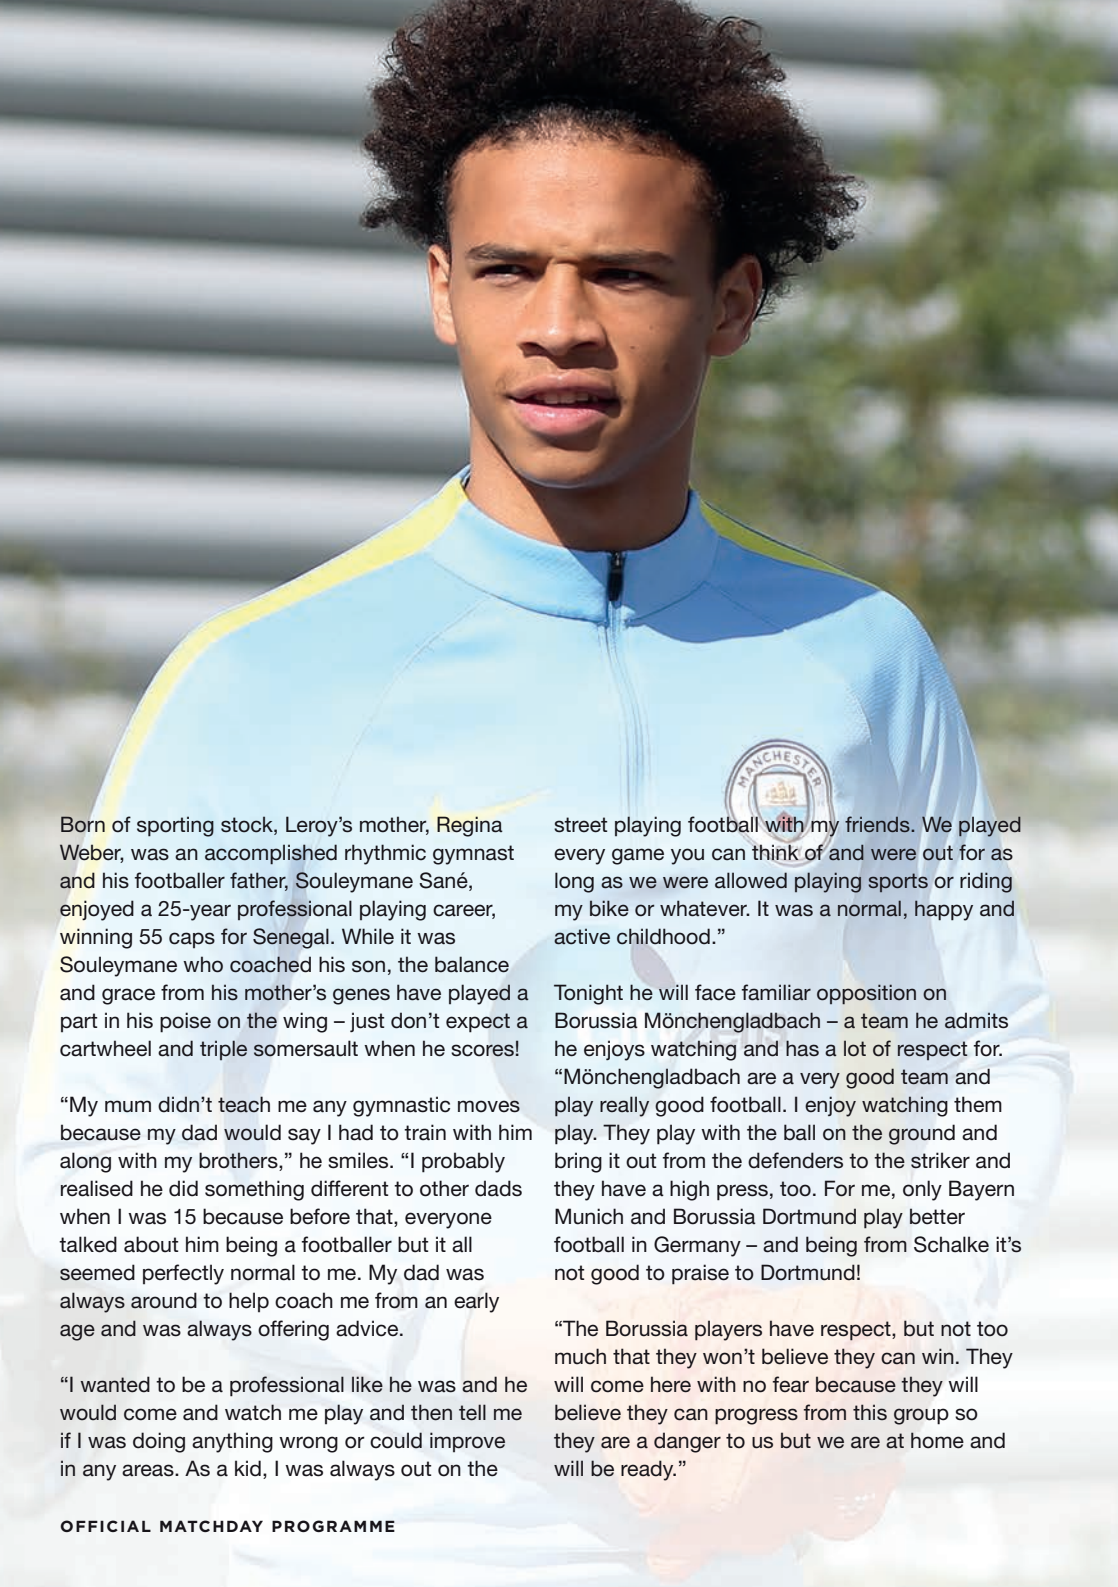 MANCHESTER
Born of sporting stock, Leroy’s mother, Regina
Weber, was an accomplished rhythmic gymnast
and his footballer father, Souleymane Sané,
enjoyed a 25-year professional playing career,
winning 55 caps for Senegal. While it was
Souleymane who coached his son, the balance
and grace from his mother’s genes have played a
part in his poise on the wing – just don’t expect a
cartwheel and triple somersault when he scores!
“My mum didn’t teach me any gymnastic moves
because my dad would say I had to train with him
along with my brothers,” he smiles. “I probably
realised he did something different to other dads
when I was 15 because before that, everyone
talked about him being a footballer but it all
seemed perfectly normal to me. My dad was
always around to help coach me from an early
age and was always offering advice.
“I wanted to be a professional like he was and he
would come and watch me play and then tell me
if I was doing anything wrong or could improve
in any areas. As a kid, I was always out on the
street playing football with my friends. We played
every game you can think of and were out for as
long as we were allowed playing sports or riding
my bike or whatever. It was a normal, happy and
active childhood.”
Tonight he will face familiar opposition on
Borussia Mönchengladbach – a team he admits
he enjoys watching and has a lot of respect for.
“Mönchengladbach are a very good team and
play really good football. I enjoy watching them
play. They play with the ball on the ground and
bring it out from the defenders to the striker and
they have a high press, too. For me, only Bayern
Munich and Borussia Dortmund play better
football in Germany – and being from Schalke it’s
not good to praise to Dortmund!
“The Borussia players have respect, but not too
much that they won’t believe they can win. They
will come here with no fear because they will
believe they can progress from this group so
they are a danger to us but we are at home and
will be ready.”
OFFICIAL MATCHDAY PROGRAMME